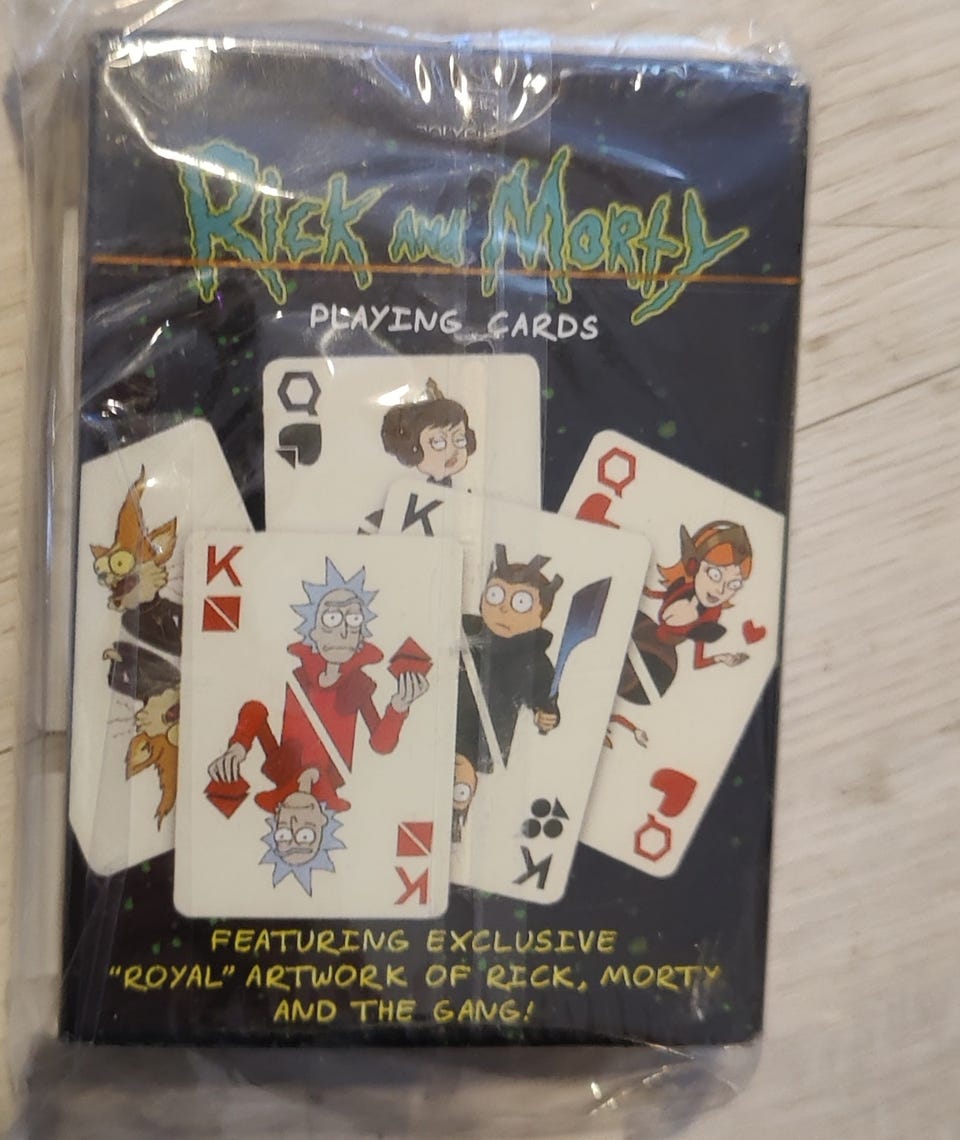 Rick and Morty
PLAYING CARDS
Q
Q
K
K
K
Q
K
FEATURING EXCLUSIVE
"ROYAL" ARTWORK OF RICK, MORTY
AND THE GANG!